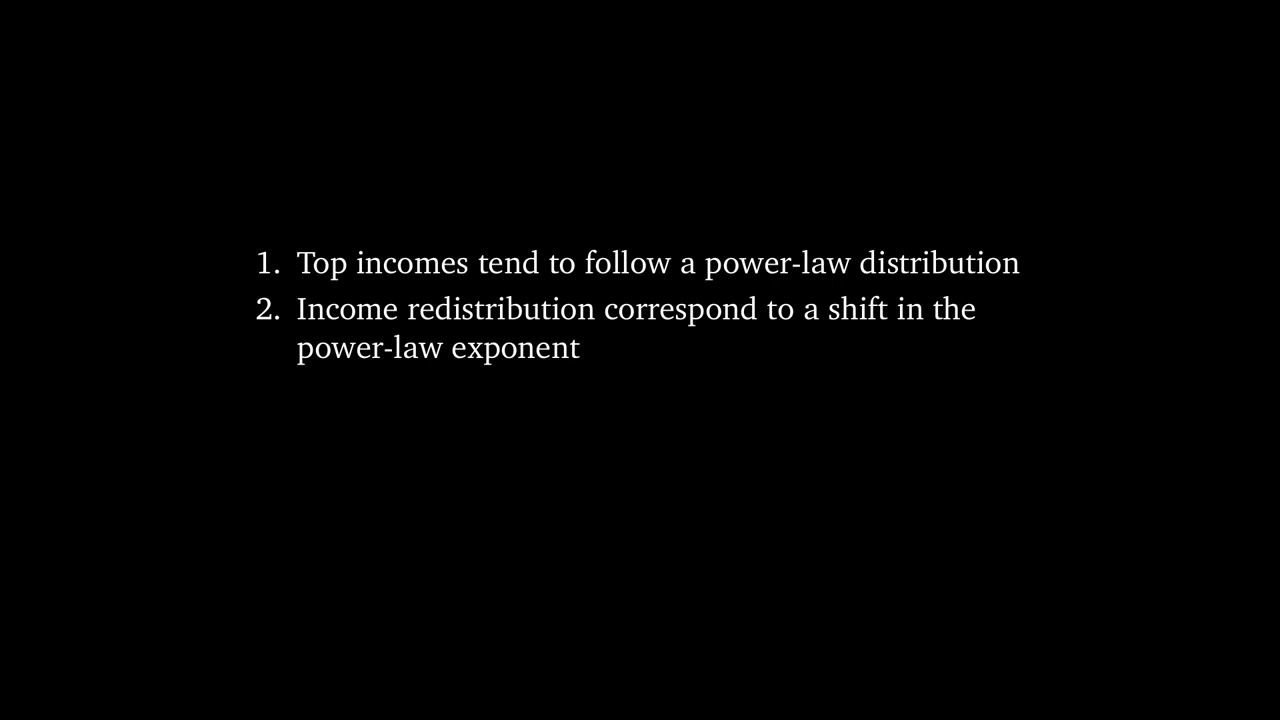 1. Top incomes tend to follow a power-law distribution
2. Income redistribution correspond to a shift in the
power-law exponent